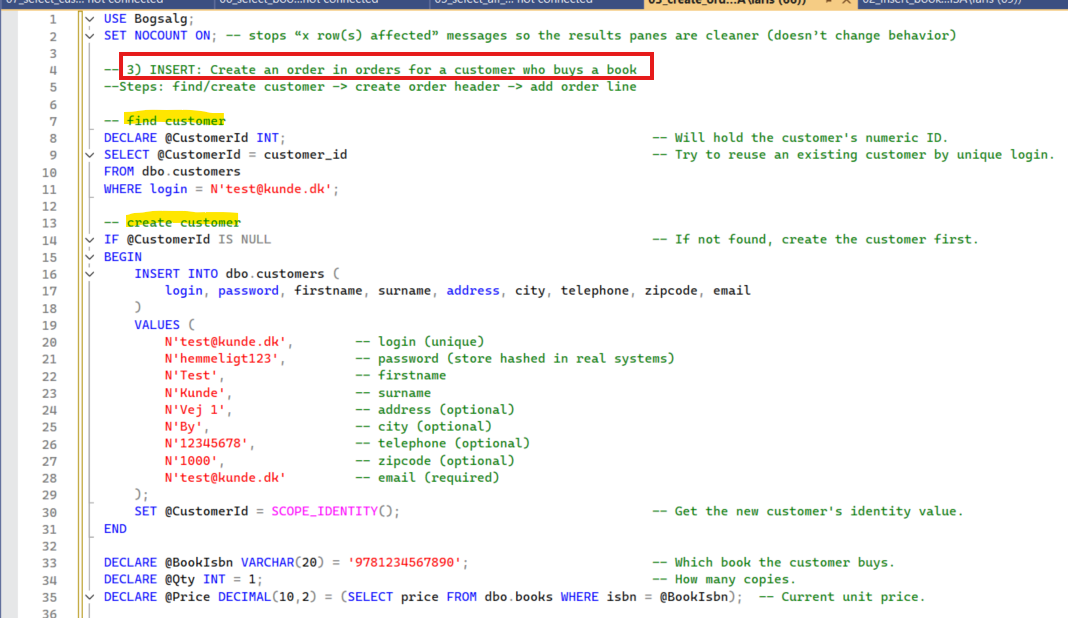 not connected
not connected
not connected
1 USE Bogsalg;
2 SET NOCOUNT ON; -- stops “x row(s) affected” messages so the results panes are cleaner (doesn’t change behavior)
3
4 -- 3) INSERT: Create an order in orders for a customer who buys a book
5 --Steps: find/create customer -> create order header -> add order line
6
7 -- find customer
8 DECLARE @CustomerId INT; -- Will hold the customer's numeric ID.
9 SELECT @CustomerId = customer_id -- Try to reuse an existing customer by unique login.
10 FROM dbo.customers
11 WHERE login = N'test@kunde.dk';
12
13 -- create customer
14 IF @CustomerId IS NULL -- If not found, create the customer first.
15 BEGIN
16 INSERT INTO dbo.customers (
17 login, password, firstname, surname, address, city, telephone, zipcode, email
18 )
19 VALUES (
20 N'test@kunde.dk', -- login (unique)
21 N'hemmeligt123', -- password (store hashed in real systems)
22 N'Test', -- firstname
23 N'Kunde', -- surname
24 N'Vej 1', -- address (optional)
25 N'By', -- city (optional)
26 N'12345678', -- telephone (optional)
27 N'1000', -- zipcode (optional)
28 N'test@kunde.dk' -- email (required)
29 );
30 SET @CustomerId = SCOPE_IDENTITY(); -- Get the new customer's identity value.
31 END
32
33 DECLARE @BookIsbn VARCHAR(20) = '9781234567890'; -- Which book the customer buys.
34 DECLARE @Qty INT = 1; -- How many copies.
35 DECLARE @Price DECIMAL(10,2) = (SELECT price FROM dbo.books WHERE isbn = @BookIsbn); -- Current unit price.
36